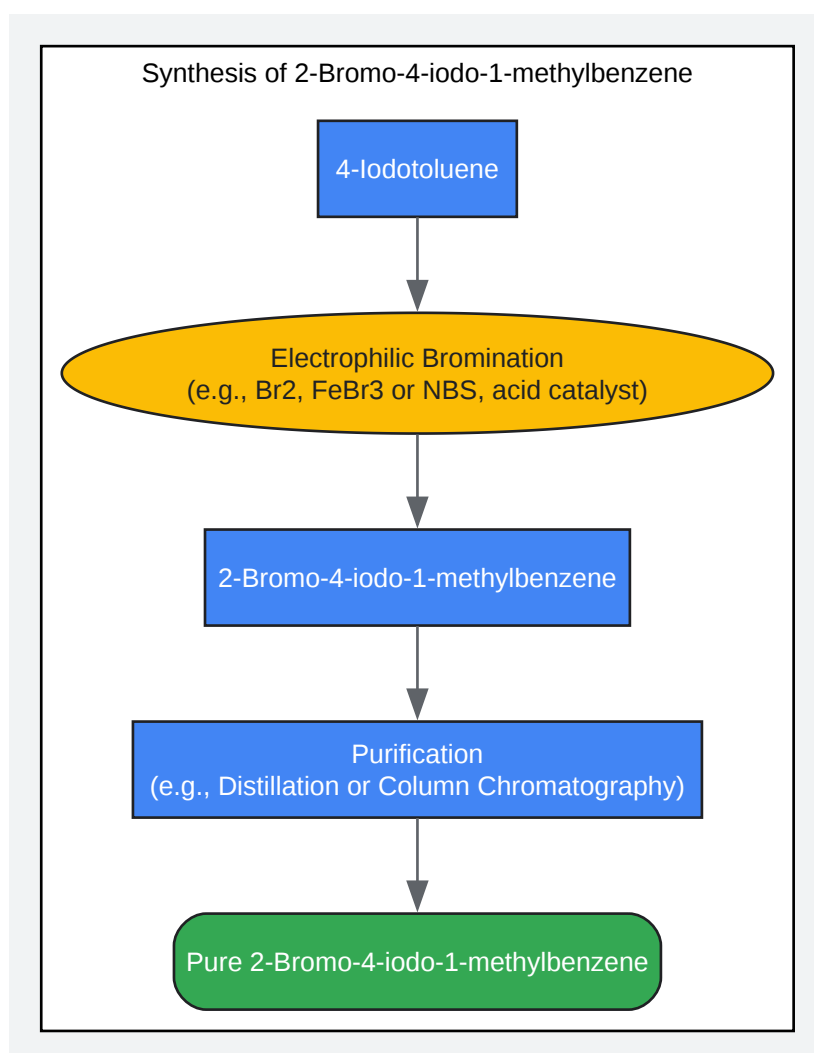 Synthesis of 2-Bromo-4-iodo-1-methylbenzene
4-Iodotoluene
Electrophilic Bromination
(e.g., Br2, FeBr3 or NBS, acid catalyst)
2-Bromo-4-iodo-1-methylbenzene
Purification
(e.g., Distillation or Column Chromatography)
Pure 2-Bromo-4-iodo-1-methylbenzene